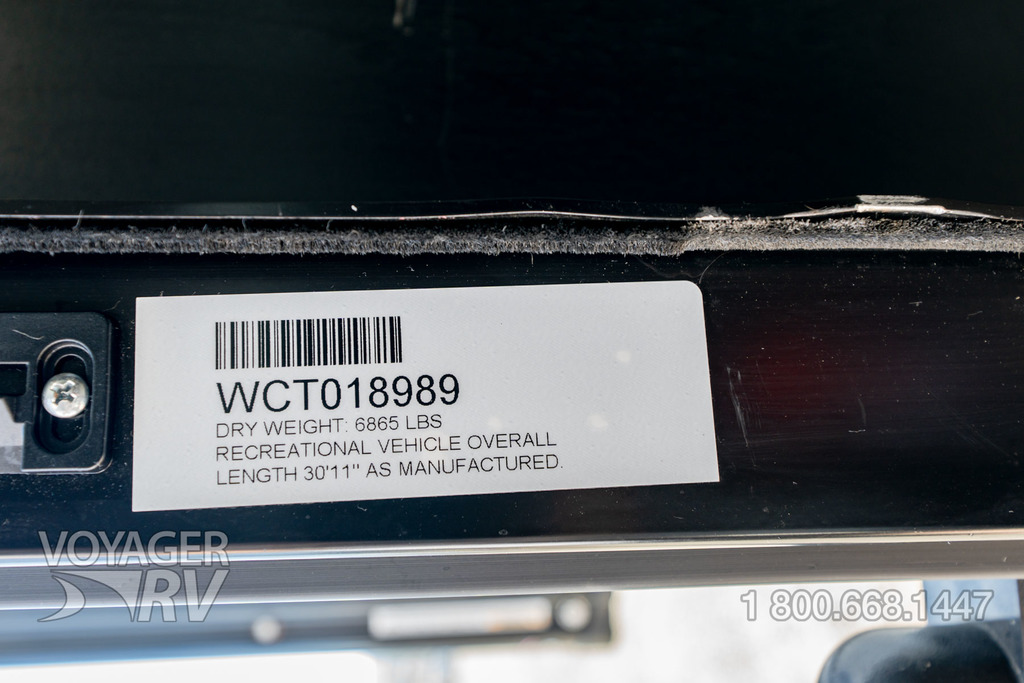 WCT018989
DRY WEIGHT: 6865 LBS
RECREATIONAL VEHICLE OVERALL
LENGTH 30'11" AS MANUFACTURED.
VOYAGER
RV
1 800.668.1447